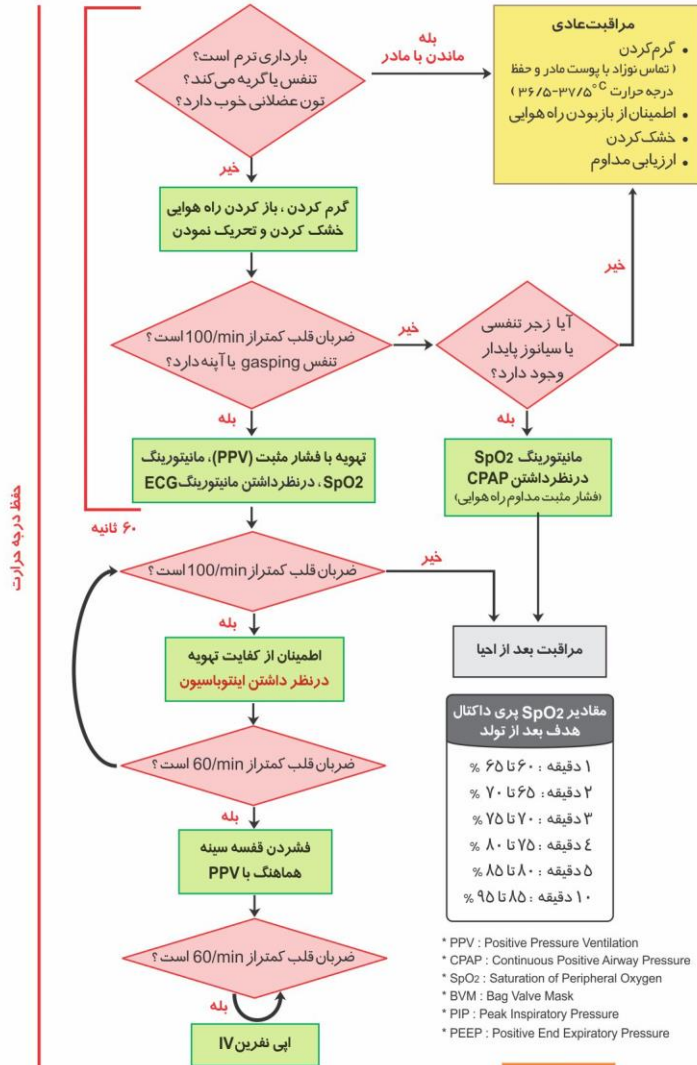 بارداری ترم است؟
تنفس یا گریه می‌کند؟
تون عضلانی خوب دارد؟
بله
ماندن با مادر
مراقبت عادی
• گرم کردن
( تماس نوزاد با پوست مادر و حفظ
درجه حرارت ۳۶/۵-۳۷/۵°C )
• اطمینان از باز بودن راه هوایی
• خشک کردن
• ارزیابی مداوم
خیر
گرم کردن ، باز کردن راه هوایی
خشک کردن و تحریک نمودن
ضربان قلب کمتر از 100/min است؟
تنفس gasping یا آپنه دارد؟
خیر
آیا زجر تنفسی
یا سیانوز پایدار
وجود دارد؟
خیر
بله
تهویه با فشار مثبت (PPV)، مانیتورینگ
SpO2 ، درنظرداشتن مانیتورینگ ECG
بله
مانیتورینگ SpO2
درنظرداشتن CPAP
(فشار مثبت مداوم راه هوایی)
۶۰ ثانیه
حفظ درجه حرارت
ضربان قلب کمتر از 100/min است؟
خیر
مراقبت بعد از احیا
بله
اطمینان از کفایت تهویه
درنظر داشتن اینتوباسیون
ضربان قلب کمتر از 60/min است؟
بله
فشردن قفسه سینه
هماهنگ با PPV
ضربان قلب کمتر از 60/min است؟
بله
اپی نفرین IV
مقادیر SpO2 پری داکتال
هدف بعد از تولد
۱ دقیقه : ۶۰ تا ۶۵ %
۲ دقیقه : ۶۵ تا ۷۰ %
۳ دقیقه : ۷۰ تا ۷۵ %
٤ دقیقه : ۷۵ تا ۸۰ %
۵ دقیقه : ۸۰ تا ۸۵ %
۱۰ دقیقه : ۸۵ تا ۹۵ %
* PPV : Positive Pressure Ventilation
* CPAP : Continuous Positive Airway Pressure
* SpO2 : Saturation of Peripheral Oxygen
* BVM : Bag Valve Mask
* PIP : Peak Inspiratory Pressure
* PEEP : Positive End Expiratory Pressure